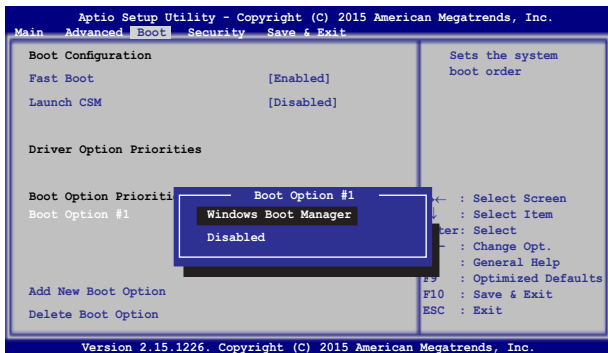 Aptio Setup Utility - Copyright (C) 2015 American Megatrends, Inc.
Main Advanced Boot Security Save & Exit
Boot Configuration
Fast Boot [Enabled]
Launch CSM [Disabled]
Driver Option Priorities
Boot Option Prioriti
Boot Option #1
Add New Boot Option
Delete Boot Option
Boot Option #1
Windows Boot Manager
Disabled
Sets the system
boot order
←: Select Screen
: Select Item
ter: Select
- : Change Opt.
: General Help
F9 : Optimized Defaults
F10 : Save & Exit
ESC : Exit
Version 2.15.1226. Copyright (C) 2015 American Megatrends, Inc.